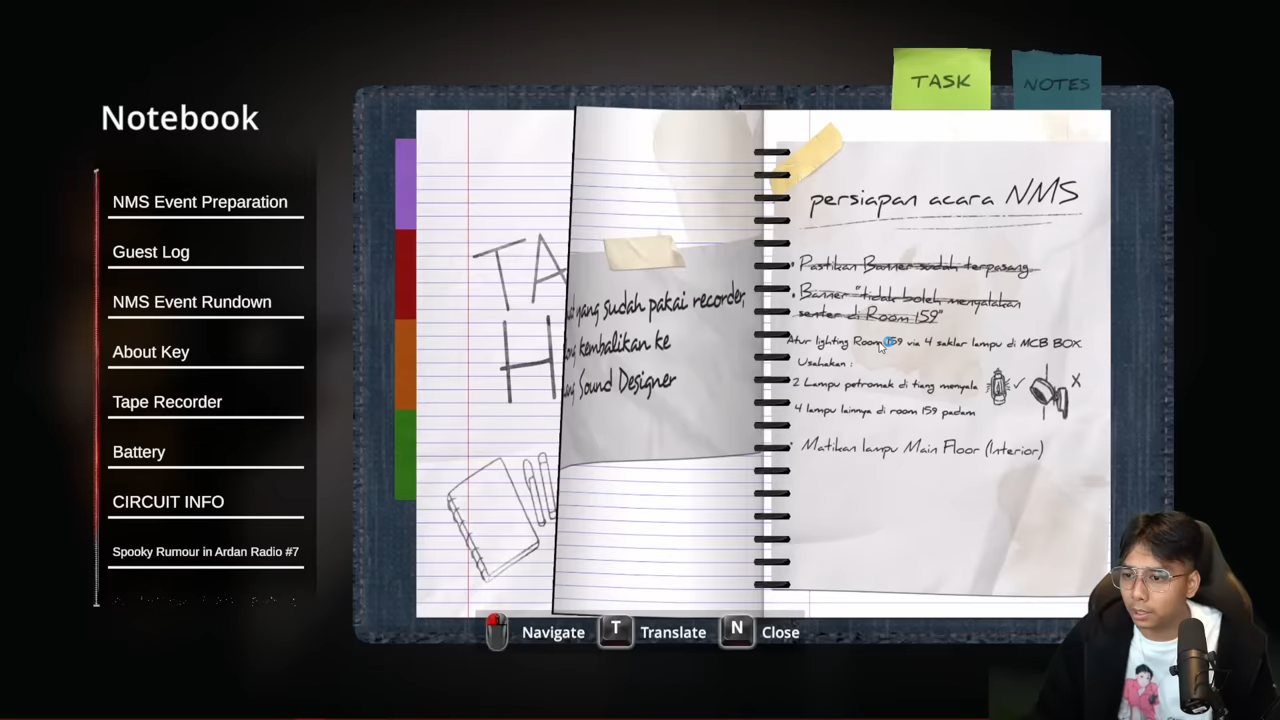 TASK
NOTES
Notebook
NMS Event Preparation
Guest Log
NMS Event Rundown
About Key
Tape Recorder
Battery
CIRCUIT INFO
Spooky Rumour in Ardan Radio #7
TA
H
yang sudah pakai recorder,
kembalikan ke
Sound Designer
persiapan acara NMS
• Pastikan Banner sudah terpasang
• Banner "tidak boleh menyalakan
senter di Room 159"
Atur lighting Room 159 via 4 saklar lampu di MCB BOX
Usahakan :
2 Lampu petromak di tiang menyala
4 lampu lainnya di room 159 padam
• Matikan lampu Main Floor (Interior)
Navigate
T
Translate
N
Close